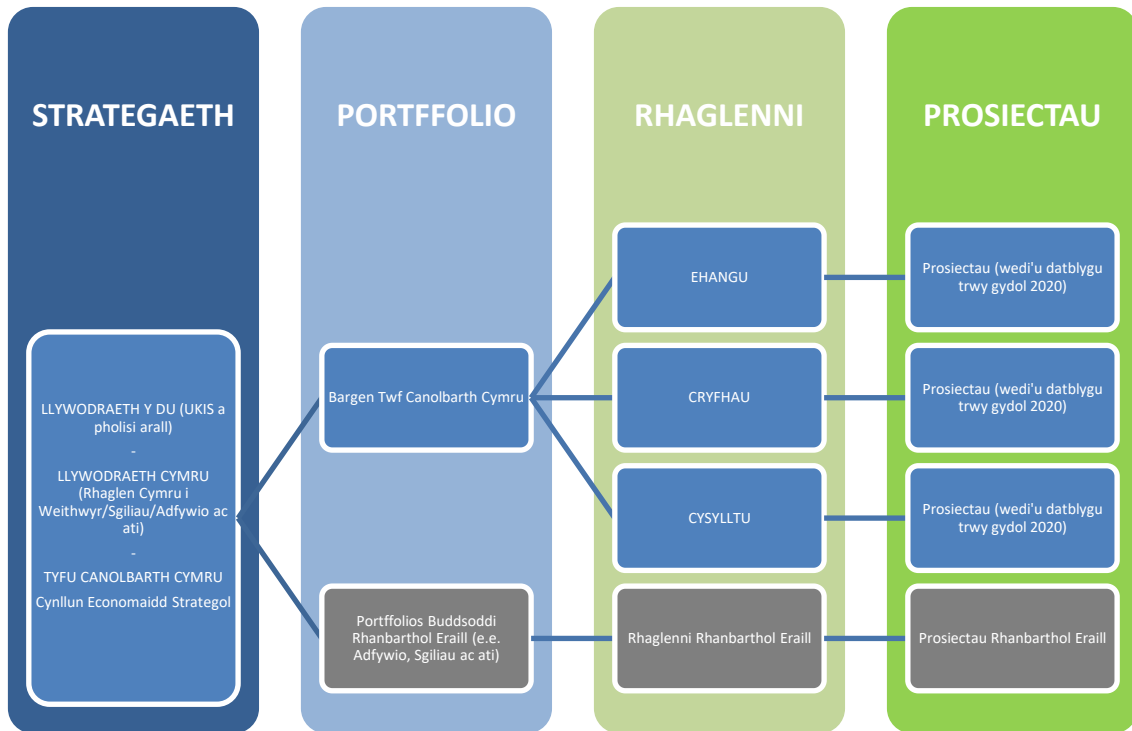 STRATEGAETH
PORTFFOLIO
RHAGLENNI
PROSIECTAU
LLYWODRAETH Y DU (UKIS a
pholisi arall)
-
LLYWODRAETH CYMRU
(Rhaglen Cymru i
Weithwyr/Sgiliau/Adfywio ac
ati)
-
TYFU CANOLBARTH CYMRU
Cynllun Economaidd Strategol
Bargen Twf Canolbarth Cymru
Portffolios Buddsoddi
Rhanbarthol Eraill (e.e.
Adfywio, Sgiliau ac ati)
EHANGU
CRYFHAU
CYSYLLTU
Rhaglenni Rhanbarthol Eraill
Prosiectau (wedi'u datblygu
trwy gydol 2020)
Prosiectau (wedi'u datblygu
trwy gydol 2020)
Prosiectau (wedi'u datblygu
trwy gydol 2020)
Prosiectau Rhanbarthol Eraill